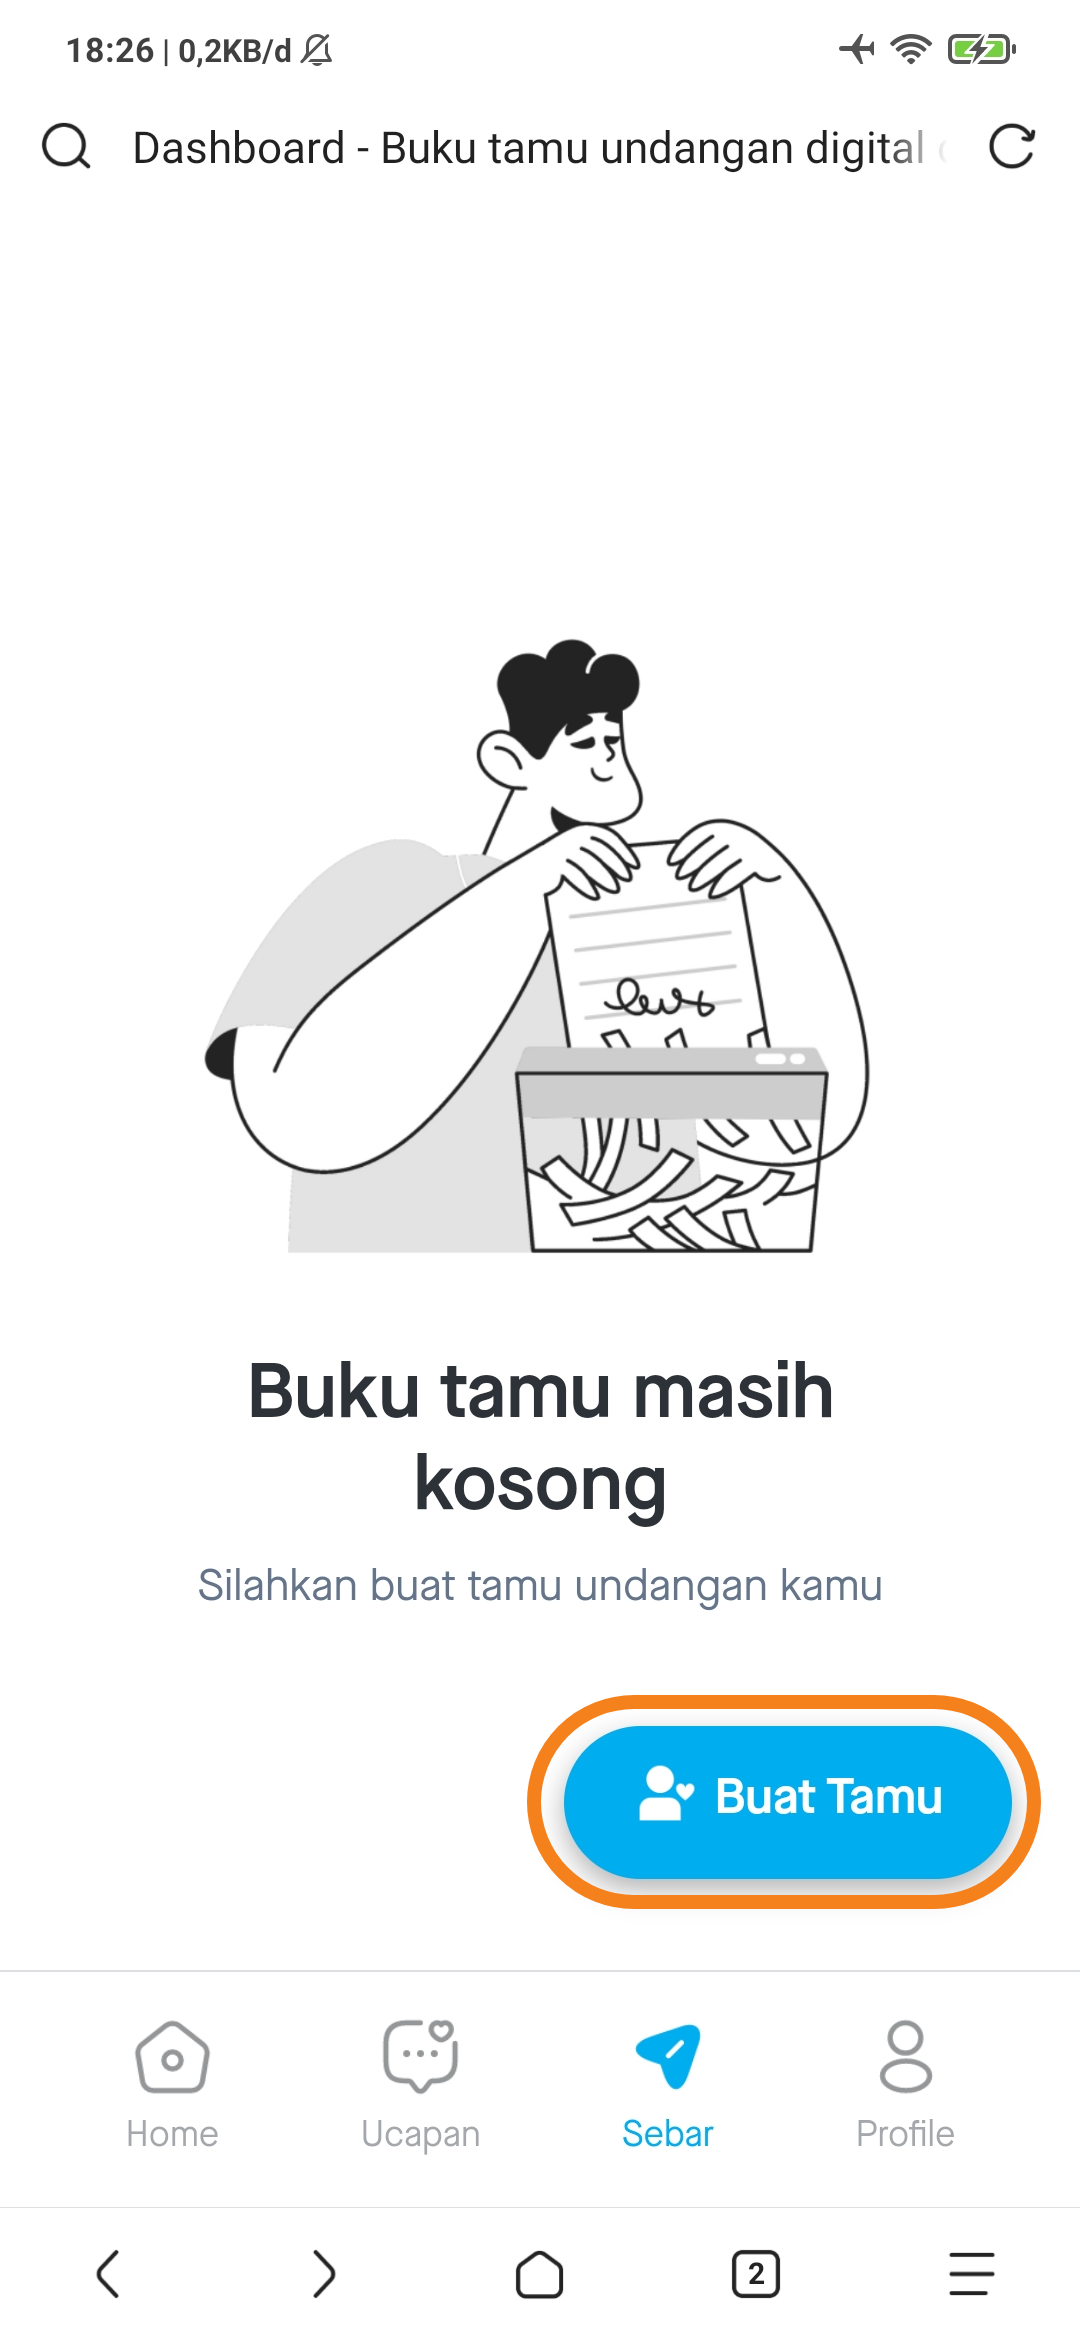 18:26 | 0,2KB/d
Dashboard - Buku tamu undangan digital
Buku tamu masih
kosong
Silahkan buat tamu undangan kamu
Buat Tamu
Home
Ucapan
Sebar
Profile
2